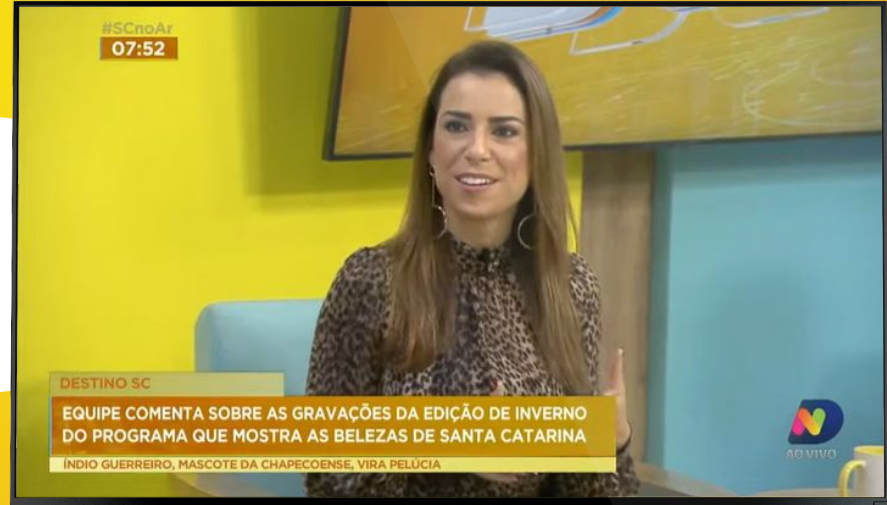 #SCnoAr
07:52
DESTINO SC
EQUIPE COMENTA SOBRE AS GRAVAÇÕES DA EDIÇÃO DE INVERNO
DO PROGRAMA QUE MOSTRA AS BELEZAS DE SANTA CATARINA
ÍNDIO GUERREIRO, MASCOTE DA CHAPECOENSE, VIRA PELÚCIA
AO VIVO